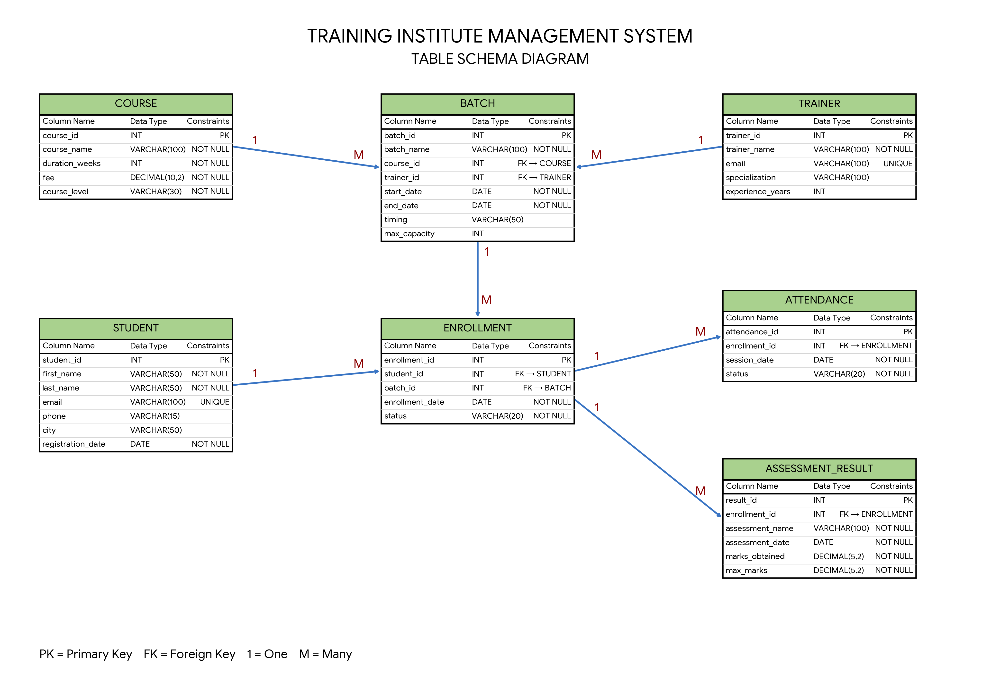 TRAINING INSTITUTE MANAGEMENT SYSTEM
TABLE SCHEMA DIAGRAM
COURSE
Column Name Data Type Constraints
course_id INT PK
course_name VARCHAR(100) NOT NULL
duration_weeks INT NOT NULL
fee DECIMAL(10,2) NOT NULL
course_level VARCHAR(30) NOT NULL
1
M
BATCH
Column Name Data Type Constraints
batch_id INT PK
batch_name VARCHAR(100) NOT NULL
course_id INT FK → COURSE
trainer_id INT FK → TRAINER
start_date DATE NOT NULL
end_date DATE NOT NULL
timing VARCHAR(50)
max_capacity INT
M
1
TRAINER
Column Name Data Type Constraints
trainer_id INT PK
trainer_name VARCHAR(100) NOT NULL
email VARCHAR(100) UNIQUE
specialization VARCHAR(100)
experience_years INT
1
M
STUDENT
Column Name Data Type Constraints
student_id INT PK
first_name VARCHAR(50) NOT NULL
last_name VARCHAR(50) NOT NULL
email VARCHAR(100) UNIQUE
phone VARCHAR(15)
city VARCHAR(50)
registration_date DATE NOT NULL
1
M
ENROLLMENT
Column Name Data Type Constraints
enrollment_id INT PK
student_id INT FK → STUDENT
batch_id INT FK → BATCH
enrollment_date DATE NOT NULL
status VARCHAR(20) NOT NULL
1
M
ATTENDANCE
Column Name Data Type Constraints
attendance_id INT PK
enrollment_id INT FK → ENROLLMENT
session_date DATE NOT NULL
status VARCHAR(20) NOT NULL
1
M
ASSESSMENT_RESULT
Column Name Data Type Constraints
result_id INT PK
enrollment_id INT FK → ENROLLMENT
assessment_name VARCHAR(100) NOT NULL
assessment_date DATE NOT NULL
marks_obtained DECIMAL(5,2) NOT NULL
max_marks DECIMAL(5,2) NOT NULL
PK = Primary Key FK = Foreign Key 1 = One M = Many